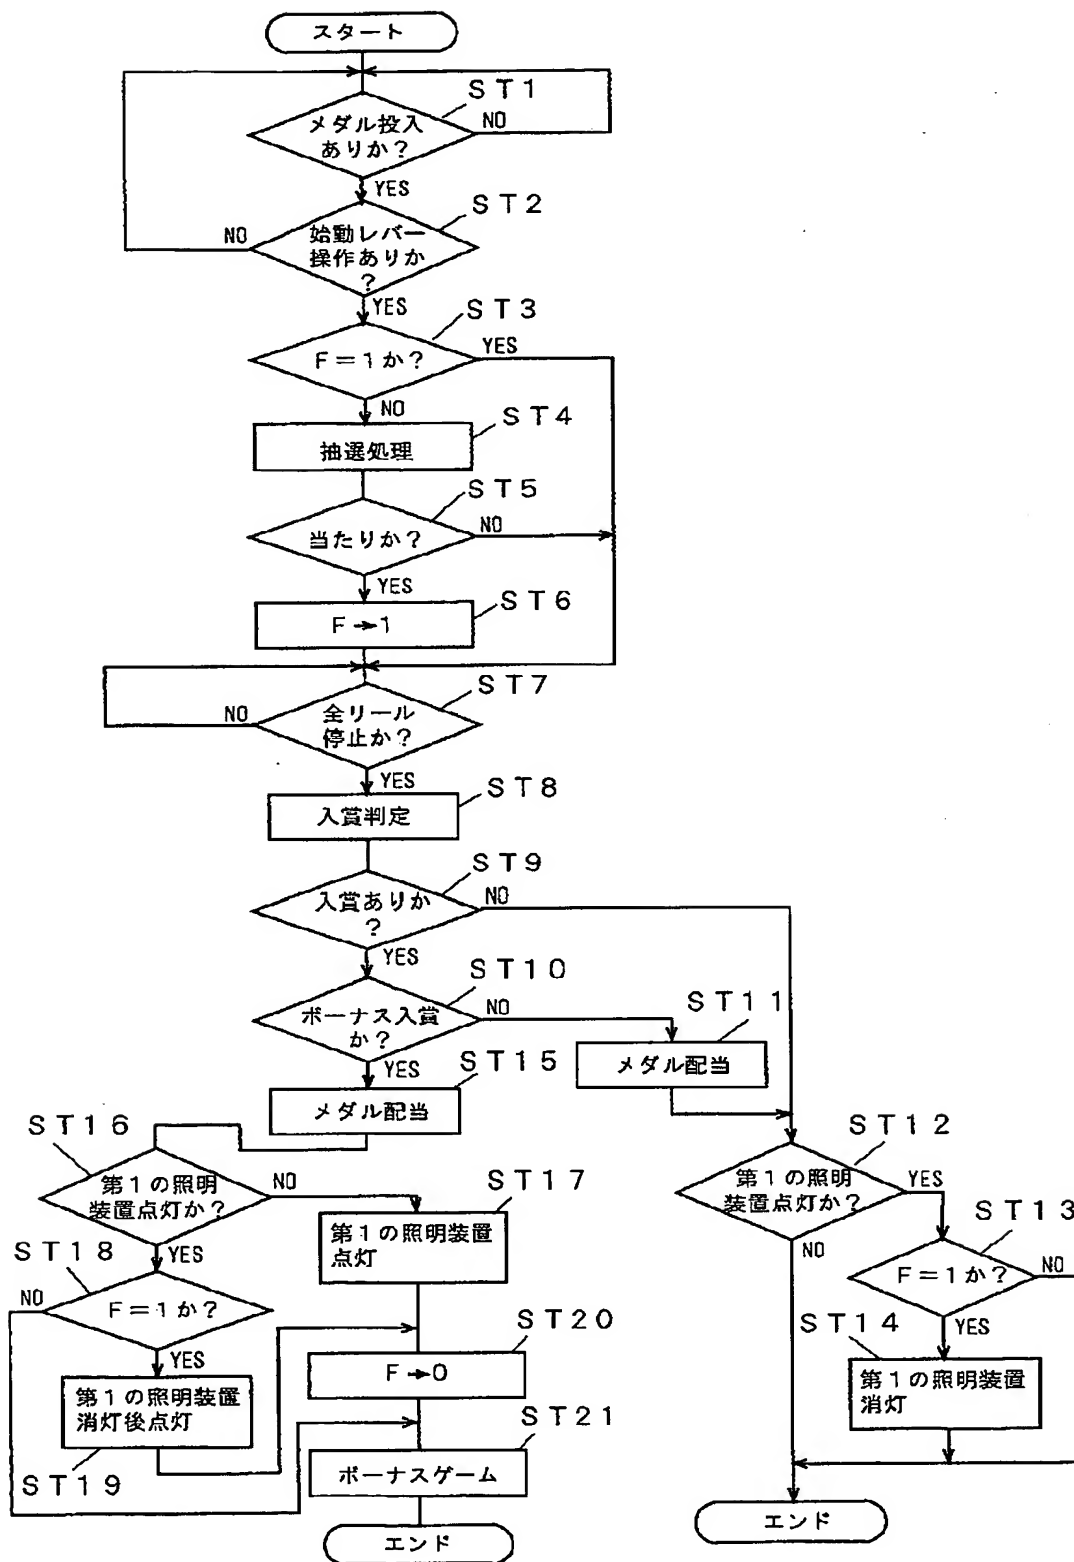 スタート
ST1
メダル投入
ありか?
NO
YES
ST2
始動レバー
操作ありか
?
NO
YES
ST3
F=1か?
YES
NO
ST4
抽選処理
ST5
当たりか?
NO
YES
ST6
F→1
ST7
全リール
停止か?
NO
YES
ST8
入賞判定
ST9
入賞ありか
?
NO
YES
ST10
ボーナス入賞
か?
NO
YES
ST11
メダル配当
ST15
メダル配当
ST16
第1の照明
装置点灯か?
NO
YES
ST17
第1の照明装置
点灯
ST18
F=1か?
NO
YES
第1の照明装置
消灯後点灯
ST19
ST20
F→0
ST21
ボーナスゲーム
エンド
ST12
第1の照明
装置点灯か?
YES
NO
ST13
F=1か?
NO
YES
ST14
第1の照明装置
消灯
エンド